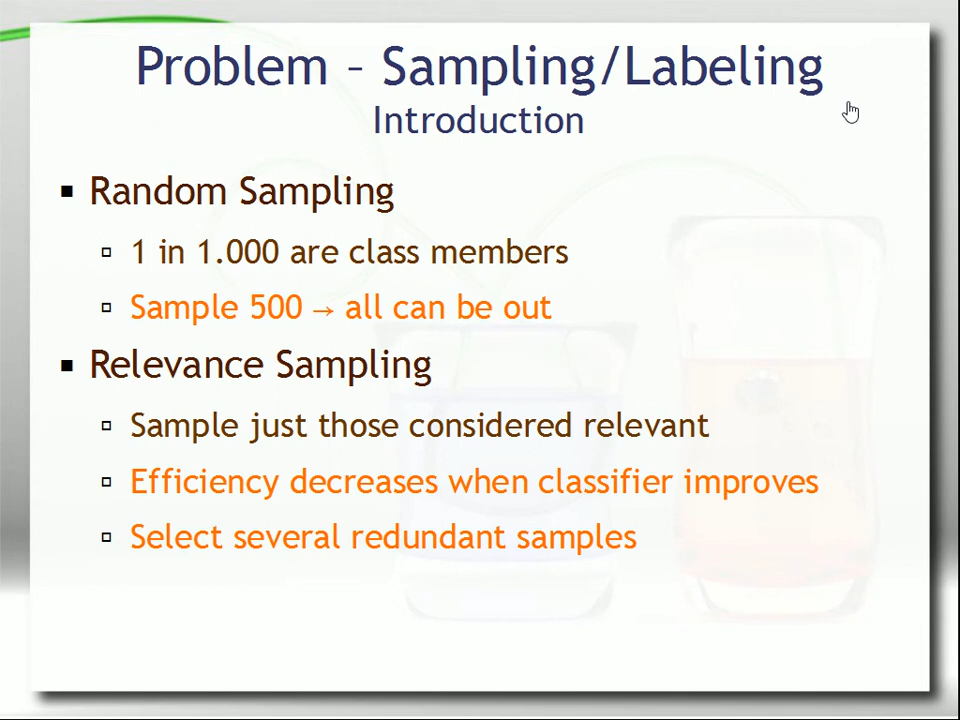 Problem – Sampling/Labeling
Introduction
Random Sampling
1 in 1.000 are class members
Sample 500 → all can be out
Relevance Sampling
Sample just those considered relevant
Efficiency decreases when classifier improves
Select several redundant samples